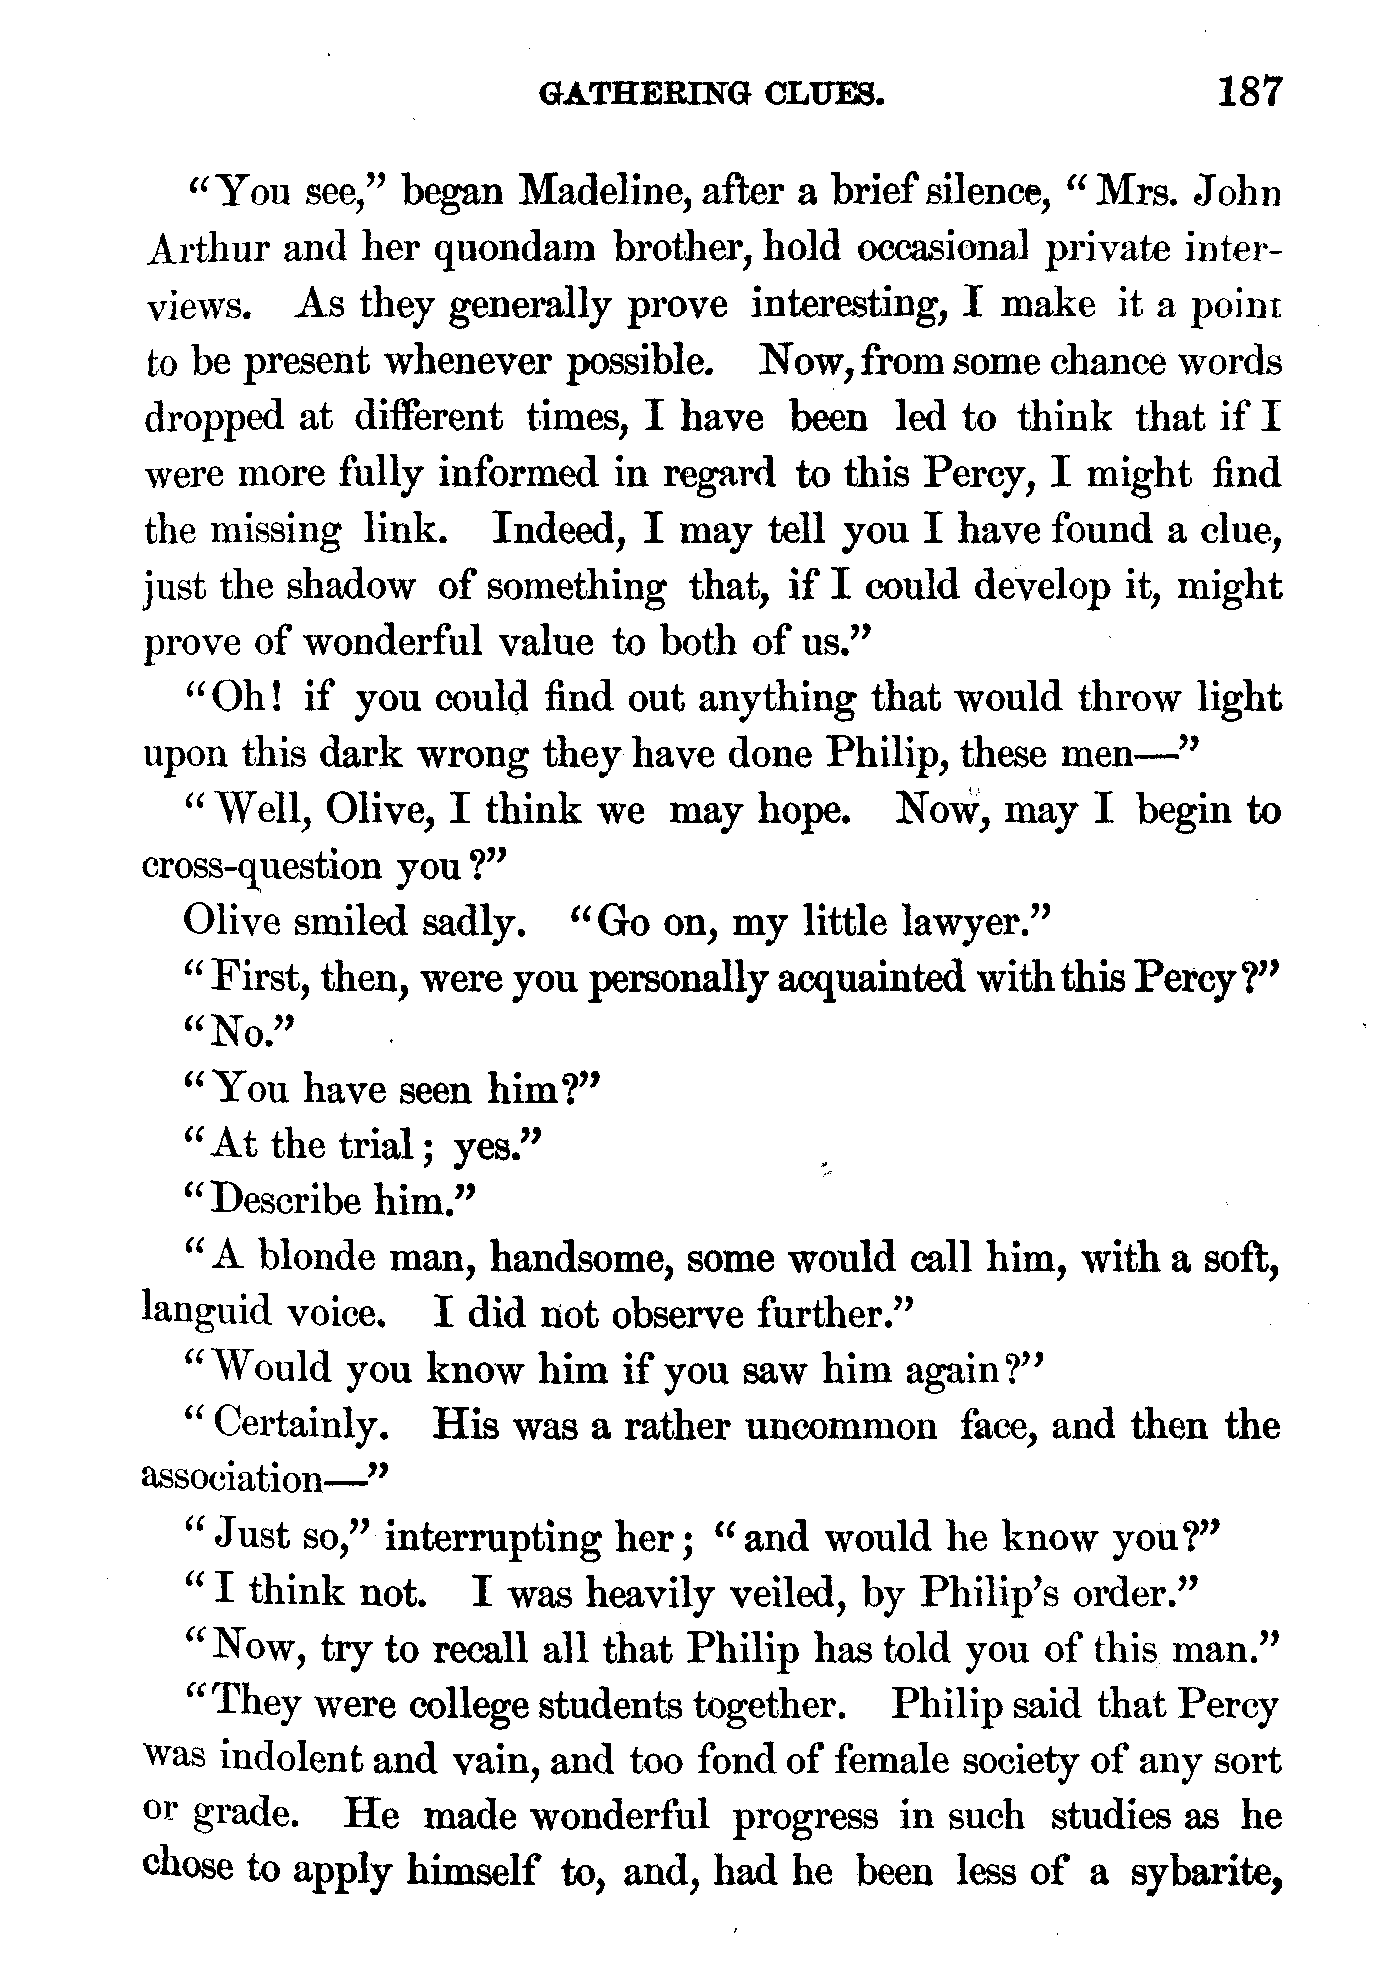 GATHERING CLUES. 187
“You see,” began Madeline, after a brief silence, “Mrs. John
Arthur and her quondam brother, hold occasional private inter-
views. As they generally prove interesting, I make it a point
to be present whenever possible. Now, from some chance words
dropped at different times, I have been led to think that if I
were more fully informed in regard to this Percy, I might find
the missing link. Indeed, I may tell you I have found a clue,
just the shadow of something that, if I could develop it, might
prove of wonderful value to both of us.”
“Oh! if you could find out anything that would throw light
upon this dark wrong they have done Philip, these men—”
“Well, Olive, I think we may hope. Now, may I begin to
cross-question you?”
Olive smiled sadly. “Go on, my little lawyer.”
“First, then, were you personally acquainted with this Percy?”
“No.”
“You have seen him?”
“At the trial; yes.”
“Describe him.”
“A blonde man, handsome, some would call him, with a soft,
languid voice. I did not observe further.”
“Would you know him if you saw him again?”
“Certainly. His was a rather uncommon face, and then the
association—”
“Just so,” interrupting her; “and would he know you?”
“I think not. I was heavily veiled, by Philip’s order.”
“Now, try to recall all that Philip has told you of this man.”
“They were college students together. Philip said that Percy
was indolent and vain, and too fond of female society of any sort
or grade. He made wonderful progress in such studies as he
chose to apply himself to, and, had he been less of a sybarite,